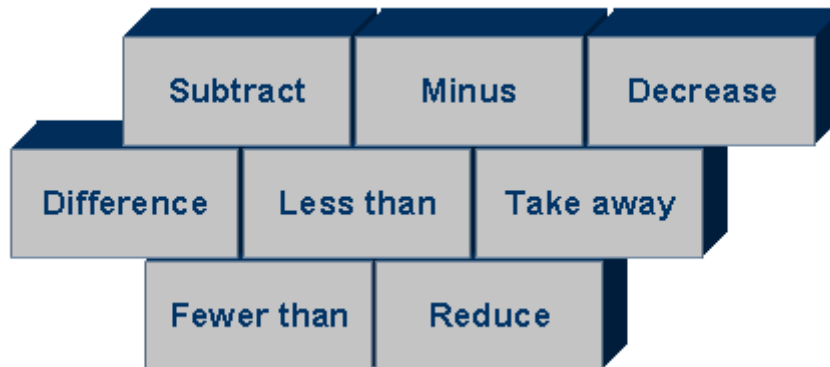 Subtract Minus Decrease
Difference Less than Take away
Fewer than Reduce